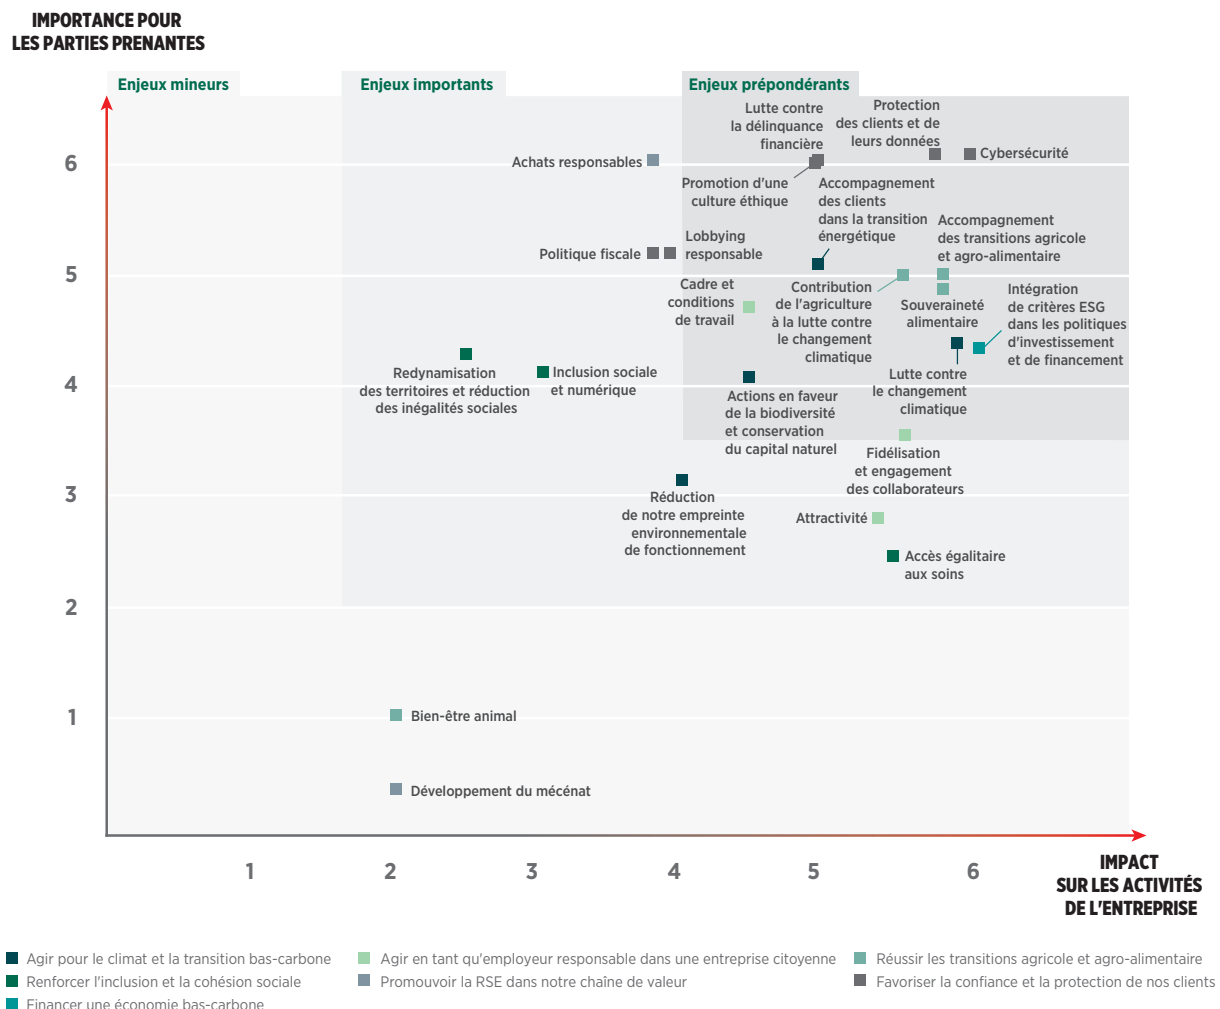 IMPORTANCE POUR
LES PARTIES PRENANTES
Enjeux mineurs
Enjeux importants
Enjeux prépondérants
Lutte contre
la délinquance
financière
Protection
des clients et de
leurs données
Cybersécurité
6
Achats responsables
Promotion d'une
culture éthique
Accompagnement
des clients
dans la transition
énergétique
Accompagnement
des transitions agricole
et agro-alimentaire
Politique fiscale
Lobbying
responsable
5
Cadre et
conditions
de travail
Contribution
de l'agriculture
à la lutte contre
le changement
climatique
Souveraineté
alimentaire
Intégration
de critères ESG
dans les politiques
d'investissement
et de financement
Redynamisation
des territoires et réduction
des inégalités sociales
Inclusion sociale
et numérique
4
Lutte contre
le changement
climatique
Actions en faveur
de la biodiversité
et conservation
du capital naturel
Fidélisation
et engagement
des collaborateurs
3
Réduction
de notre empreinte
environnementale
de fonctionnement
Attractivité
Accès égalitaire
aux soins
2
1
Bien-être animal
Développement du mécénat
1
2
3
4
5
6
IMPACT
SUR LES ACTIVITÉS
DE L'ENTREPRISE
Agir pour le climat et la transition bas-carbone
Agir en tant qu'employeur responsable dans une entreprise citoyenne
Réussir les transitions agricole et agro-alimentaire
Renforcer l'inclusion et la cohésion sociale
Promouvoir la RSE dans notre chaîne de valeur
Favoriser la confiance et la protection de nos clients
Financer une économie bas-carbone